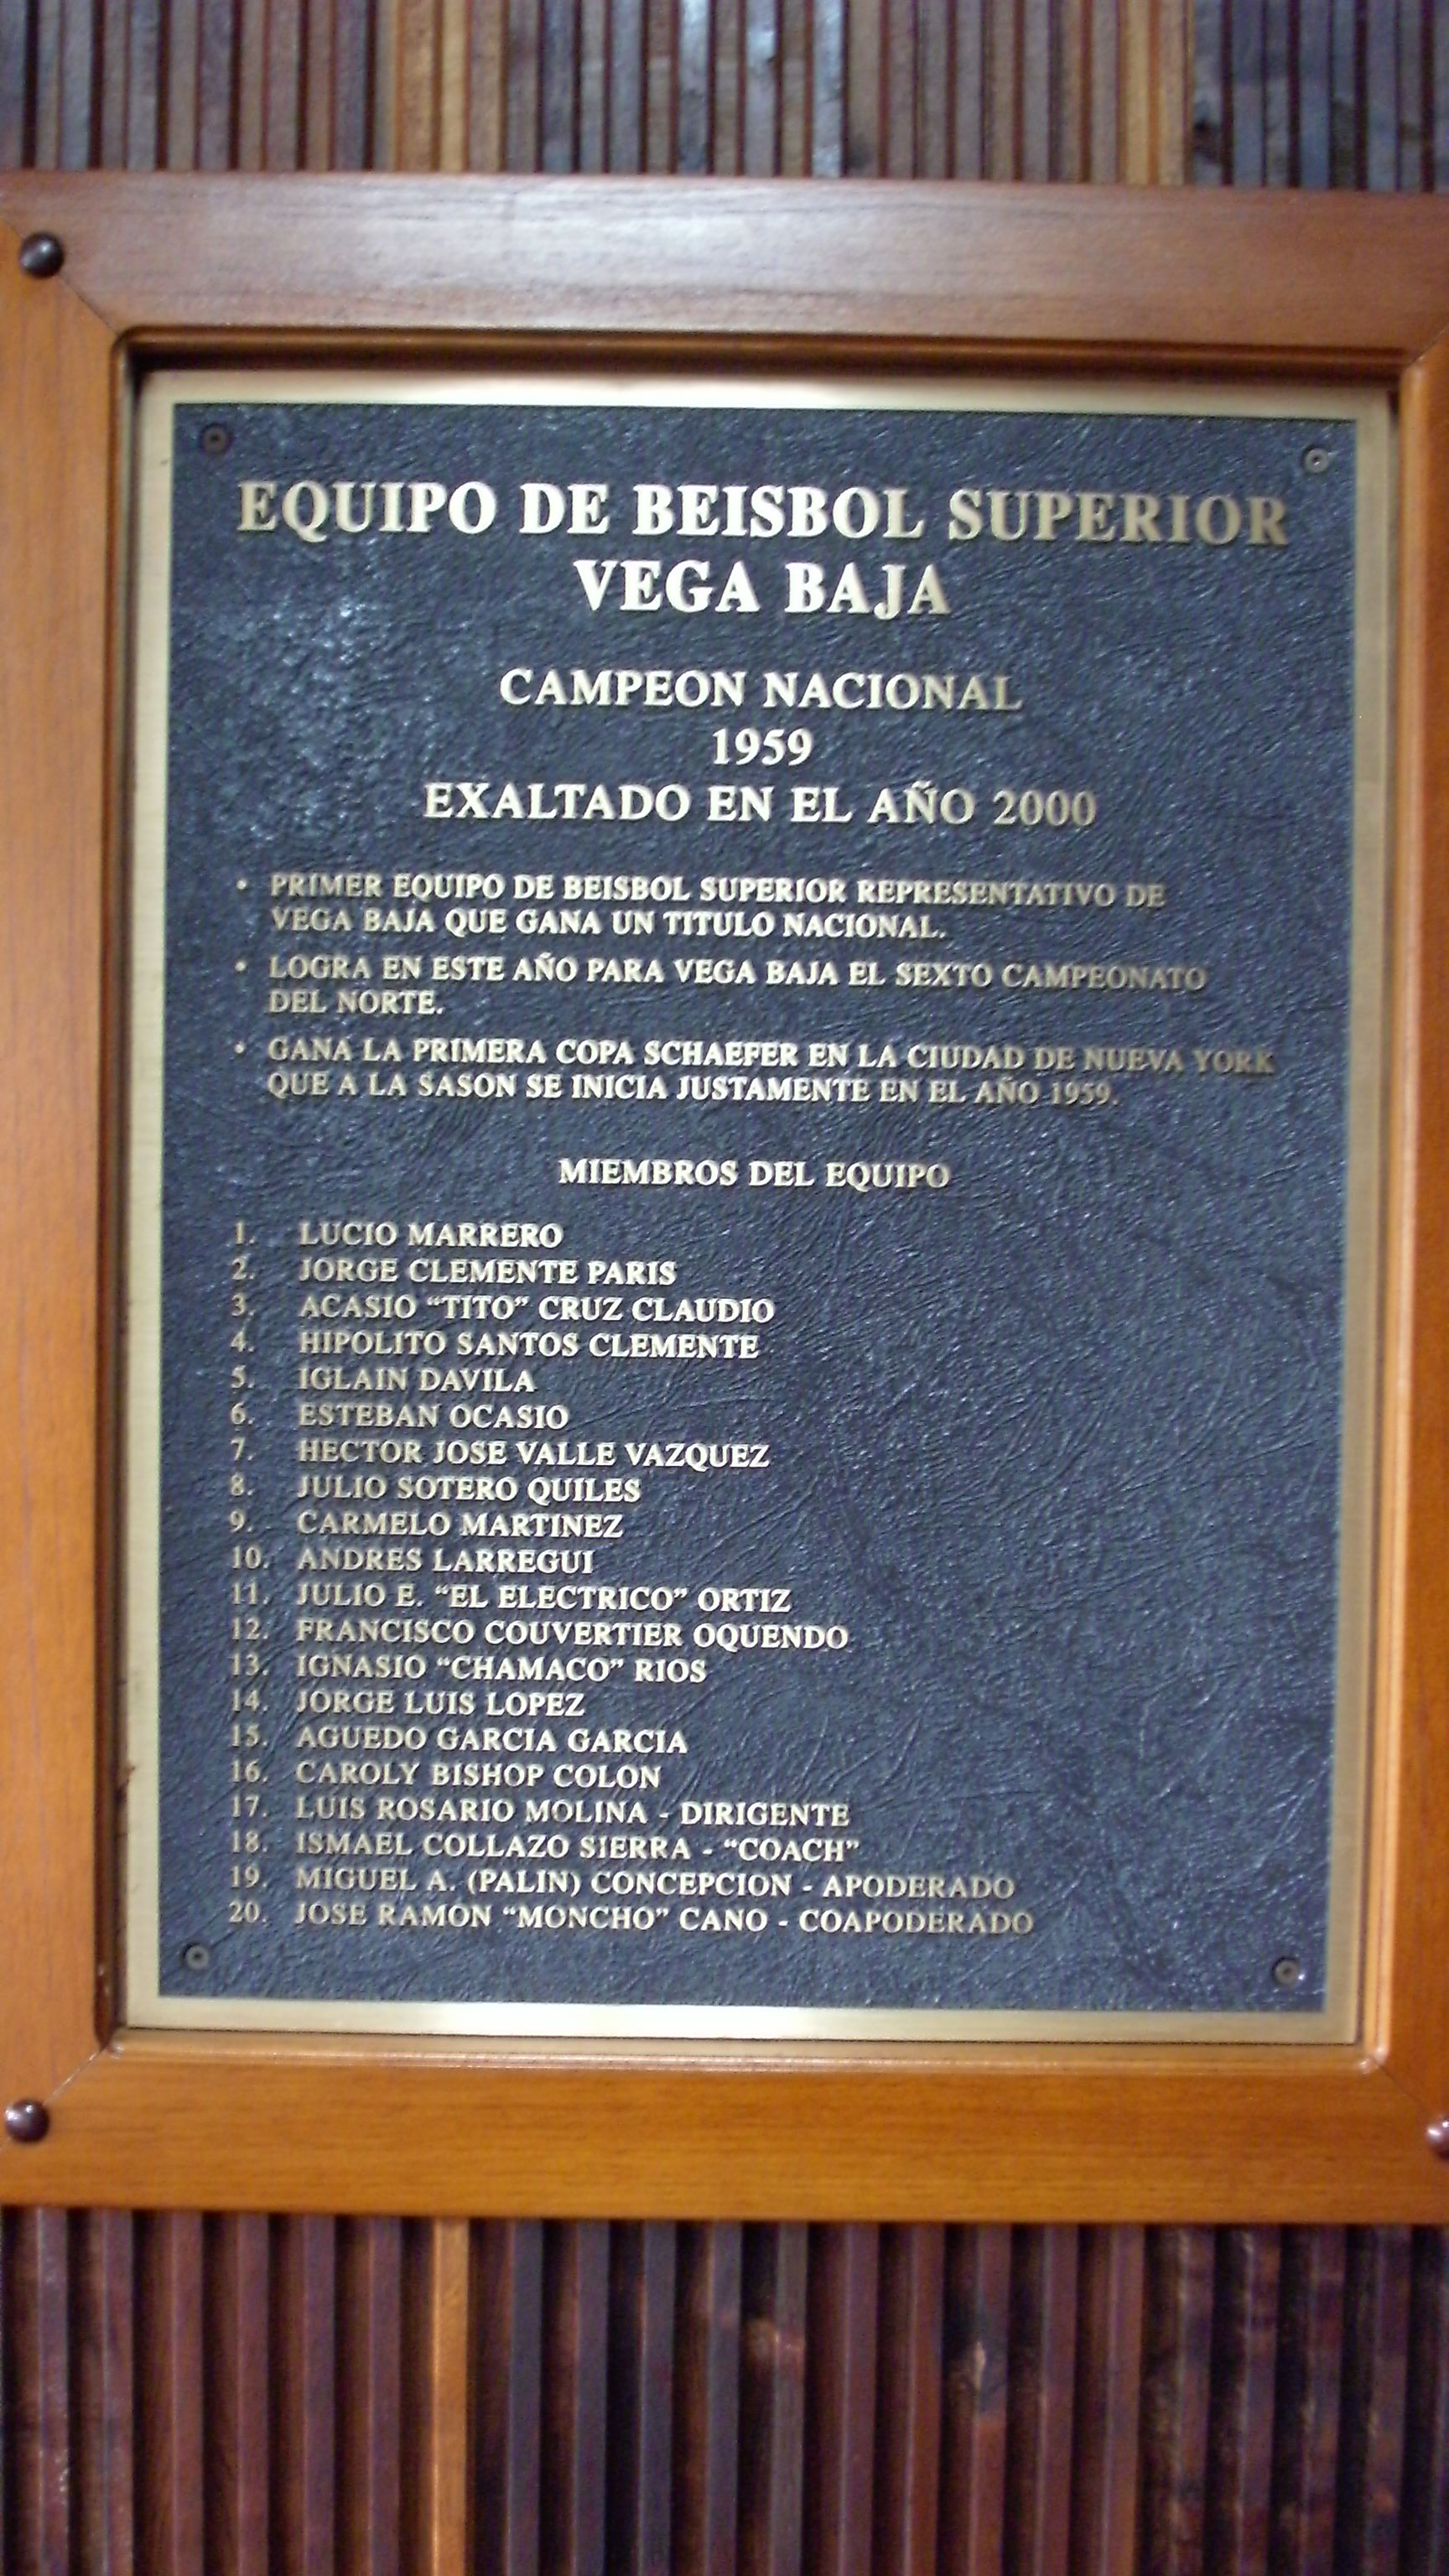 EQUIPO DE BEISBOL SUPERIOR
VEGA BAJA
CAMPEON NACIONAL
1959
EXALTADO EN EL AÑO 2000
• PRIMER EQUIPO DE BEISBOL SUPERIOR REPRESENTATIVO DE
VEGA BAJA QUE GANA UN TITULO NACIONAL.
• LOGRA EN ESTE AÑO PARA VEGA BAJA EL SEXTO CAMPEONATO
DEL NORTE.
• GANA LA PRIMERA COPA SCHAEFER EN LA CIUDAD DE NUEVA YORK
QUE A LA SASON SE INICIA JUSTAMENTE EN EL AÑO 1959.
MIEMBROS DEL EQUIPO
1. LUCIO MARRERO
2. JORGE CLEMENTE PARIS
3. ACASIO “TITO” CRUZ CLAUDIO
4. HIPOLITO SANTOS CLEMENTE
5. IGLAIN DAVILA
6. ESTEBAN OCASIO
7. HECTOR JOSE VALLE VAZQUEZ
8. JULIO SOTERO QUILES
9. CARMELO MARTINEZ
10. ANDRES LARREGUI
11. JULIO E. “EL ELECTRICO” ORTIZ
12. FRANCISCO COUVERTIER OQUENDO
13. IGNASIO “CHAMACO” RIOS
14. JORGE LUIS LOPEZ
15. AGUEDO GARCIA GARCIA
16. CAROLY BISHOP COLON
17. LUIS ROSARIO MOLINA - DIRIGENTE
18. ISMAEL COLLAZO SIERRA - “COACH”
19. MIGUEL A. (PALIN) CONCEPCION - APODERADO
20. JOSE RAMON “MONCHO” CANO - COAPODERADO